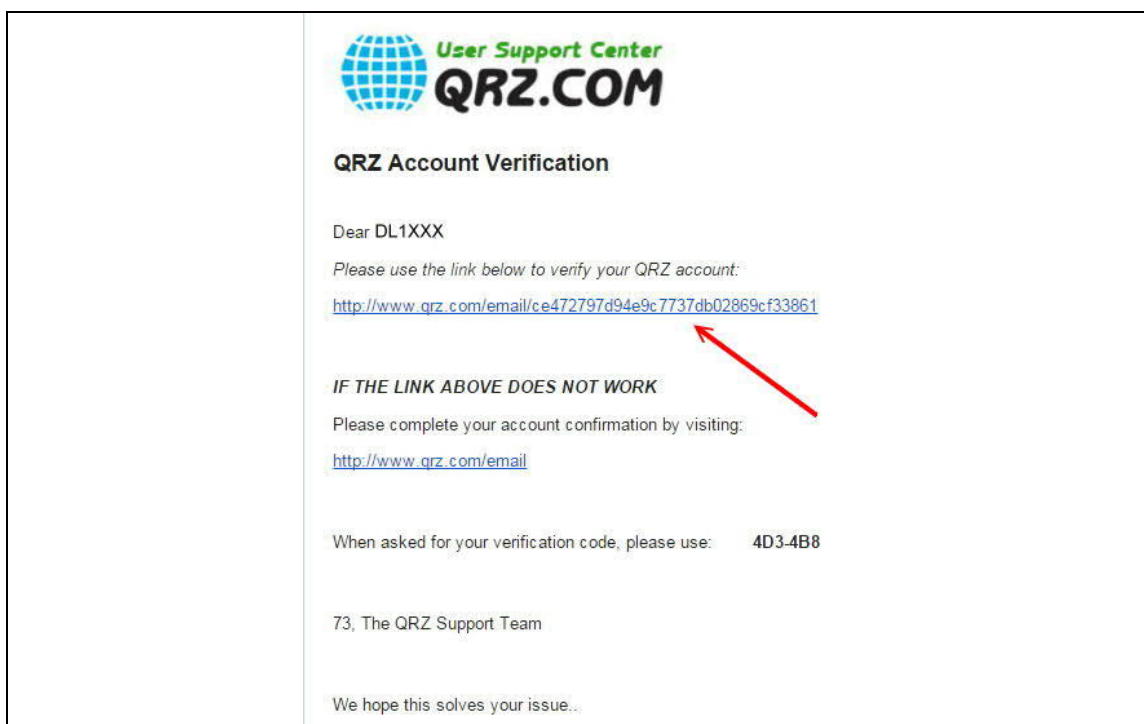 User Support Center
QRZ.COM
QRZ Account Verification
Dear DL1XXX
Please use the link below to verify your QRZ account:
http://www.qrz.com/email/ce472797d94e9c7737db02869cf33861
IF THE LINK ABOVE DOES NOT WORK
Please complete your account confirmation by visiting:
http://www.qrz.com/email
When asked for your verification code, please use: 4D3-4B8
73, The QRZ Support Team
We hope this solves your issue..